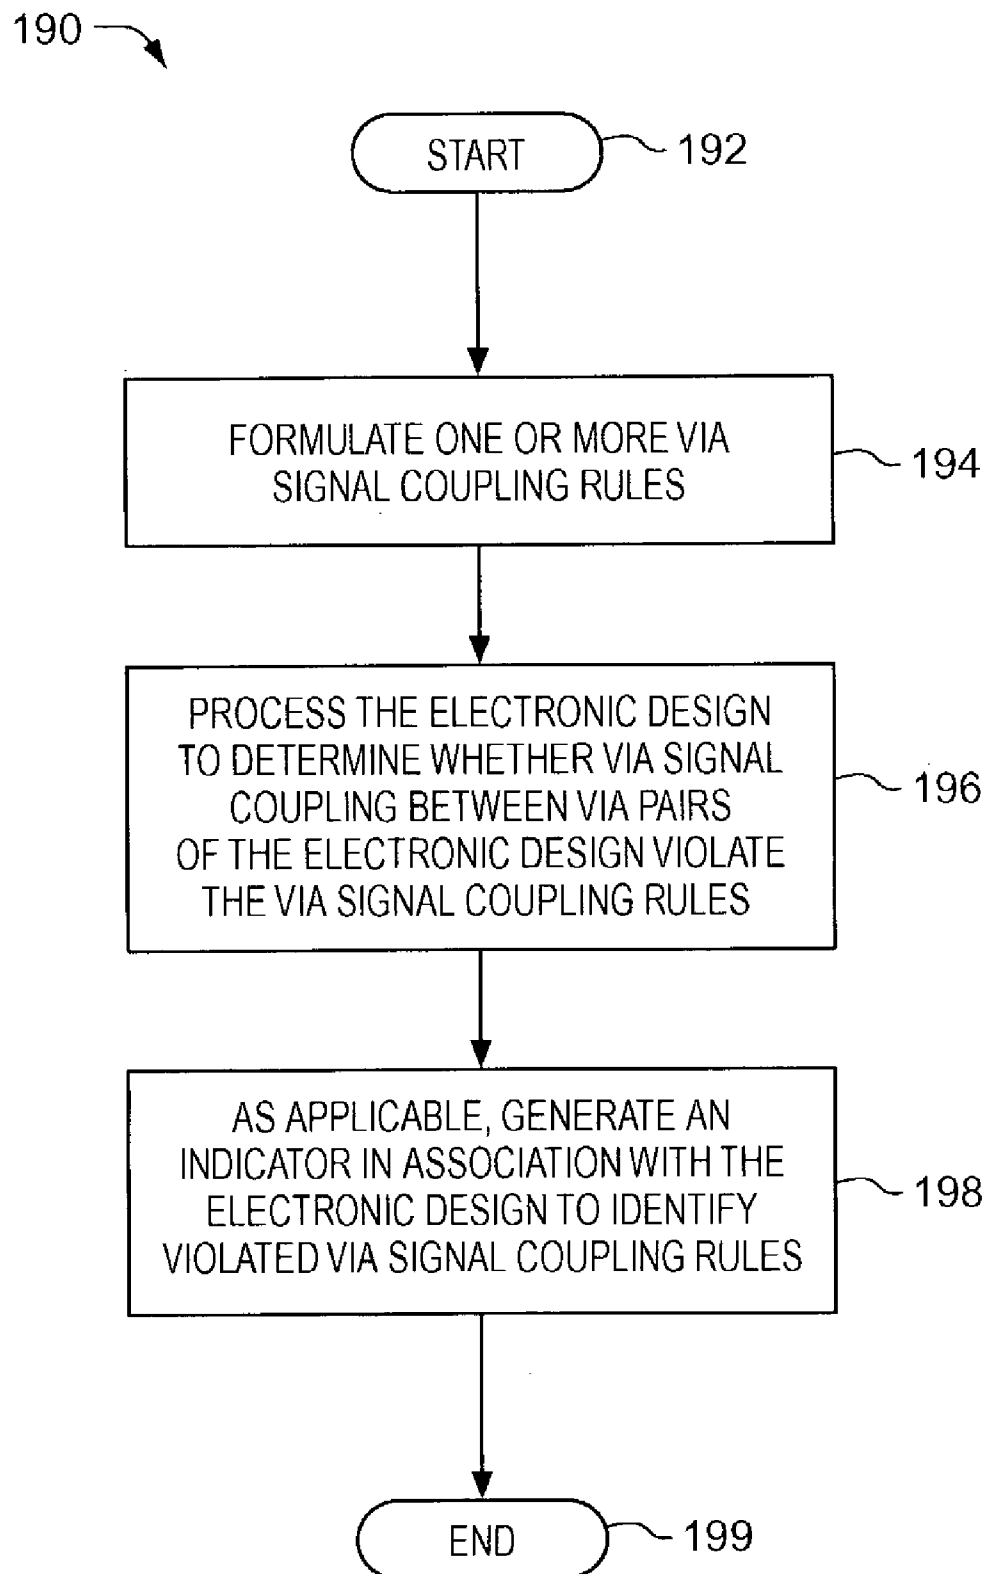 190
START
192
FORMULATE ONE OR MORE VIA
SIGNAL COUPLING RULES
194
PROCESS THE ELECTRONIC DESIGN
TO DETERMINE WHETHER VIA SIGNAL
COUPLING BETWEEN VIA PAIRS
OF THE ELECTRONIC DESIGN VIOLATE
THE VIA SIGNAL COUPLING RULES
196
AS APPLICABLE, GENERATE AN
INDICATOR IN ASSOCIATION WITH THE
ELECTRONIC DESIGN TO IDENTIFY
VIOLATED VIA SIGNAL COUPLING RULES
198
END
199